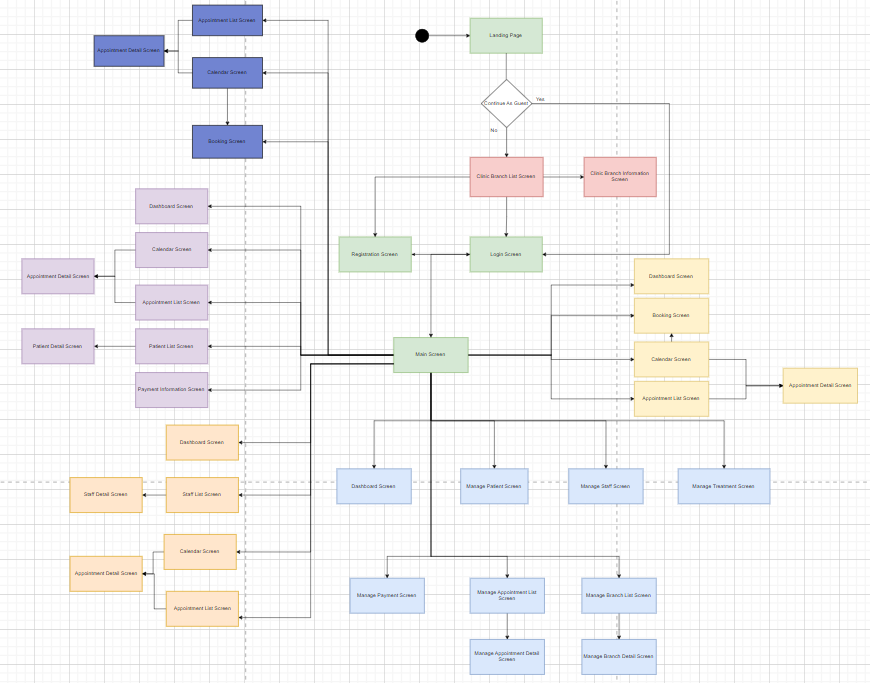 Appointment List Screen
Landing Page
Appointment Detail Screen
Calendar Screen
Continue As Guest
Yes
No
Booking Screen
Clinic Branch List Screen
Clinic Branch Information
Screen
Dashboard Screen
Calendar Screen
Registration Screen
Login Screen
Appointment Detail Screen
Dashboard Screen
Appointment List Screen
Booking Screen
Patient Detail Screen
Patient List Screen
Main Screen
Calendar Screen
Payment Information Screen
Appointment Detail Screen
Appointment List Screen
Dashboard Screen
Staff Detail Screen
Staff List Screen
Dashboard Screen
Manage Patient Screen
Manage Staff Screen
Manage Treatment Screen
Calendar Screen
Appointment Detail Screen
Appointment List Screen
Manage Payment Screen
Manage Appointment List
Screen
Manage Branch List Screen
Manage Appointment Detail
Screen
Manage Branch Detail Screen